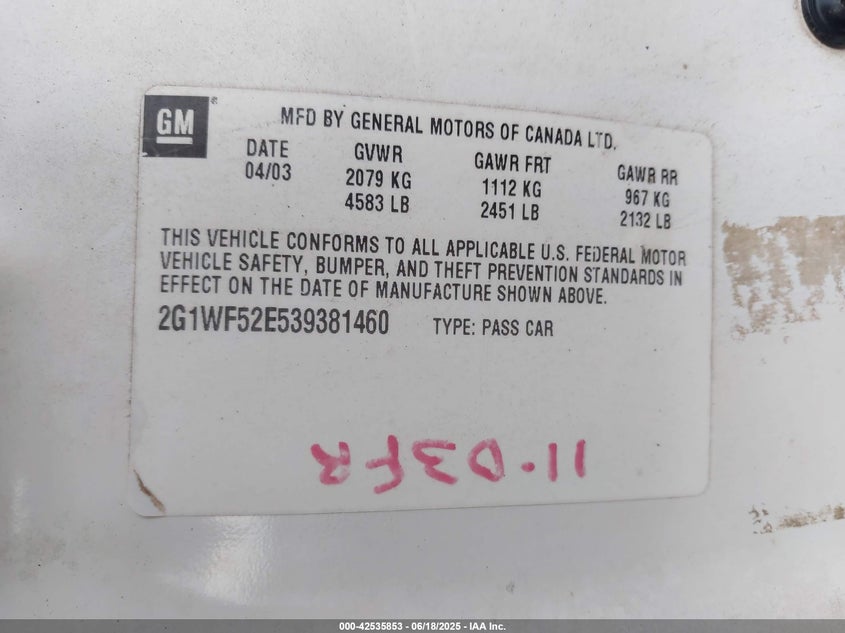 GM
MFD BY GENERAL MOTORS OF CANADA LTD.
DATE GVWR GAWR FRT GAWR RR
04/03 2079 KG 1112 KG 967 KG
4583 LB 2451 LB 2132 LB
THIS VEHICLE CONFORMS TO ALL APPLICABLE U.S. FEDERAL MOTOR
VEHICLE SAFETY, BUMPER, AND THEFT PREVENTION STANDARDS IN
EFFECT ON THE DATE OF MANUFACTURE SHOWN ABOVE.
2G1WF52E539381460 TYPE: PASS CAR
000-42535853 / 06/18/2025 - IAA Inc.